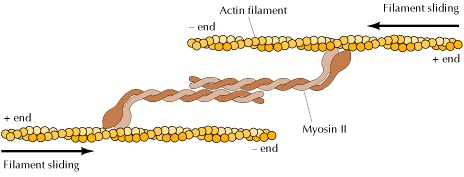 Actin filament
Filament sliding
– end
+ end
Myosin II
+ end
– end
Filament sliding